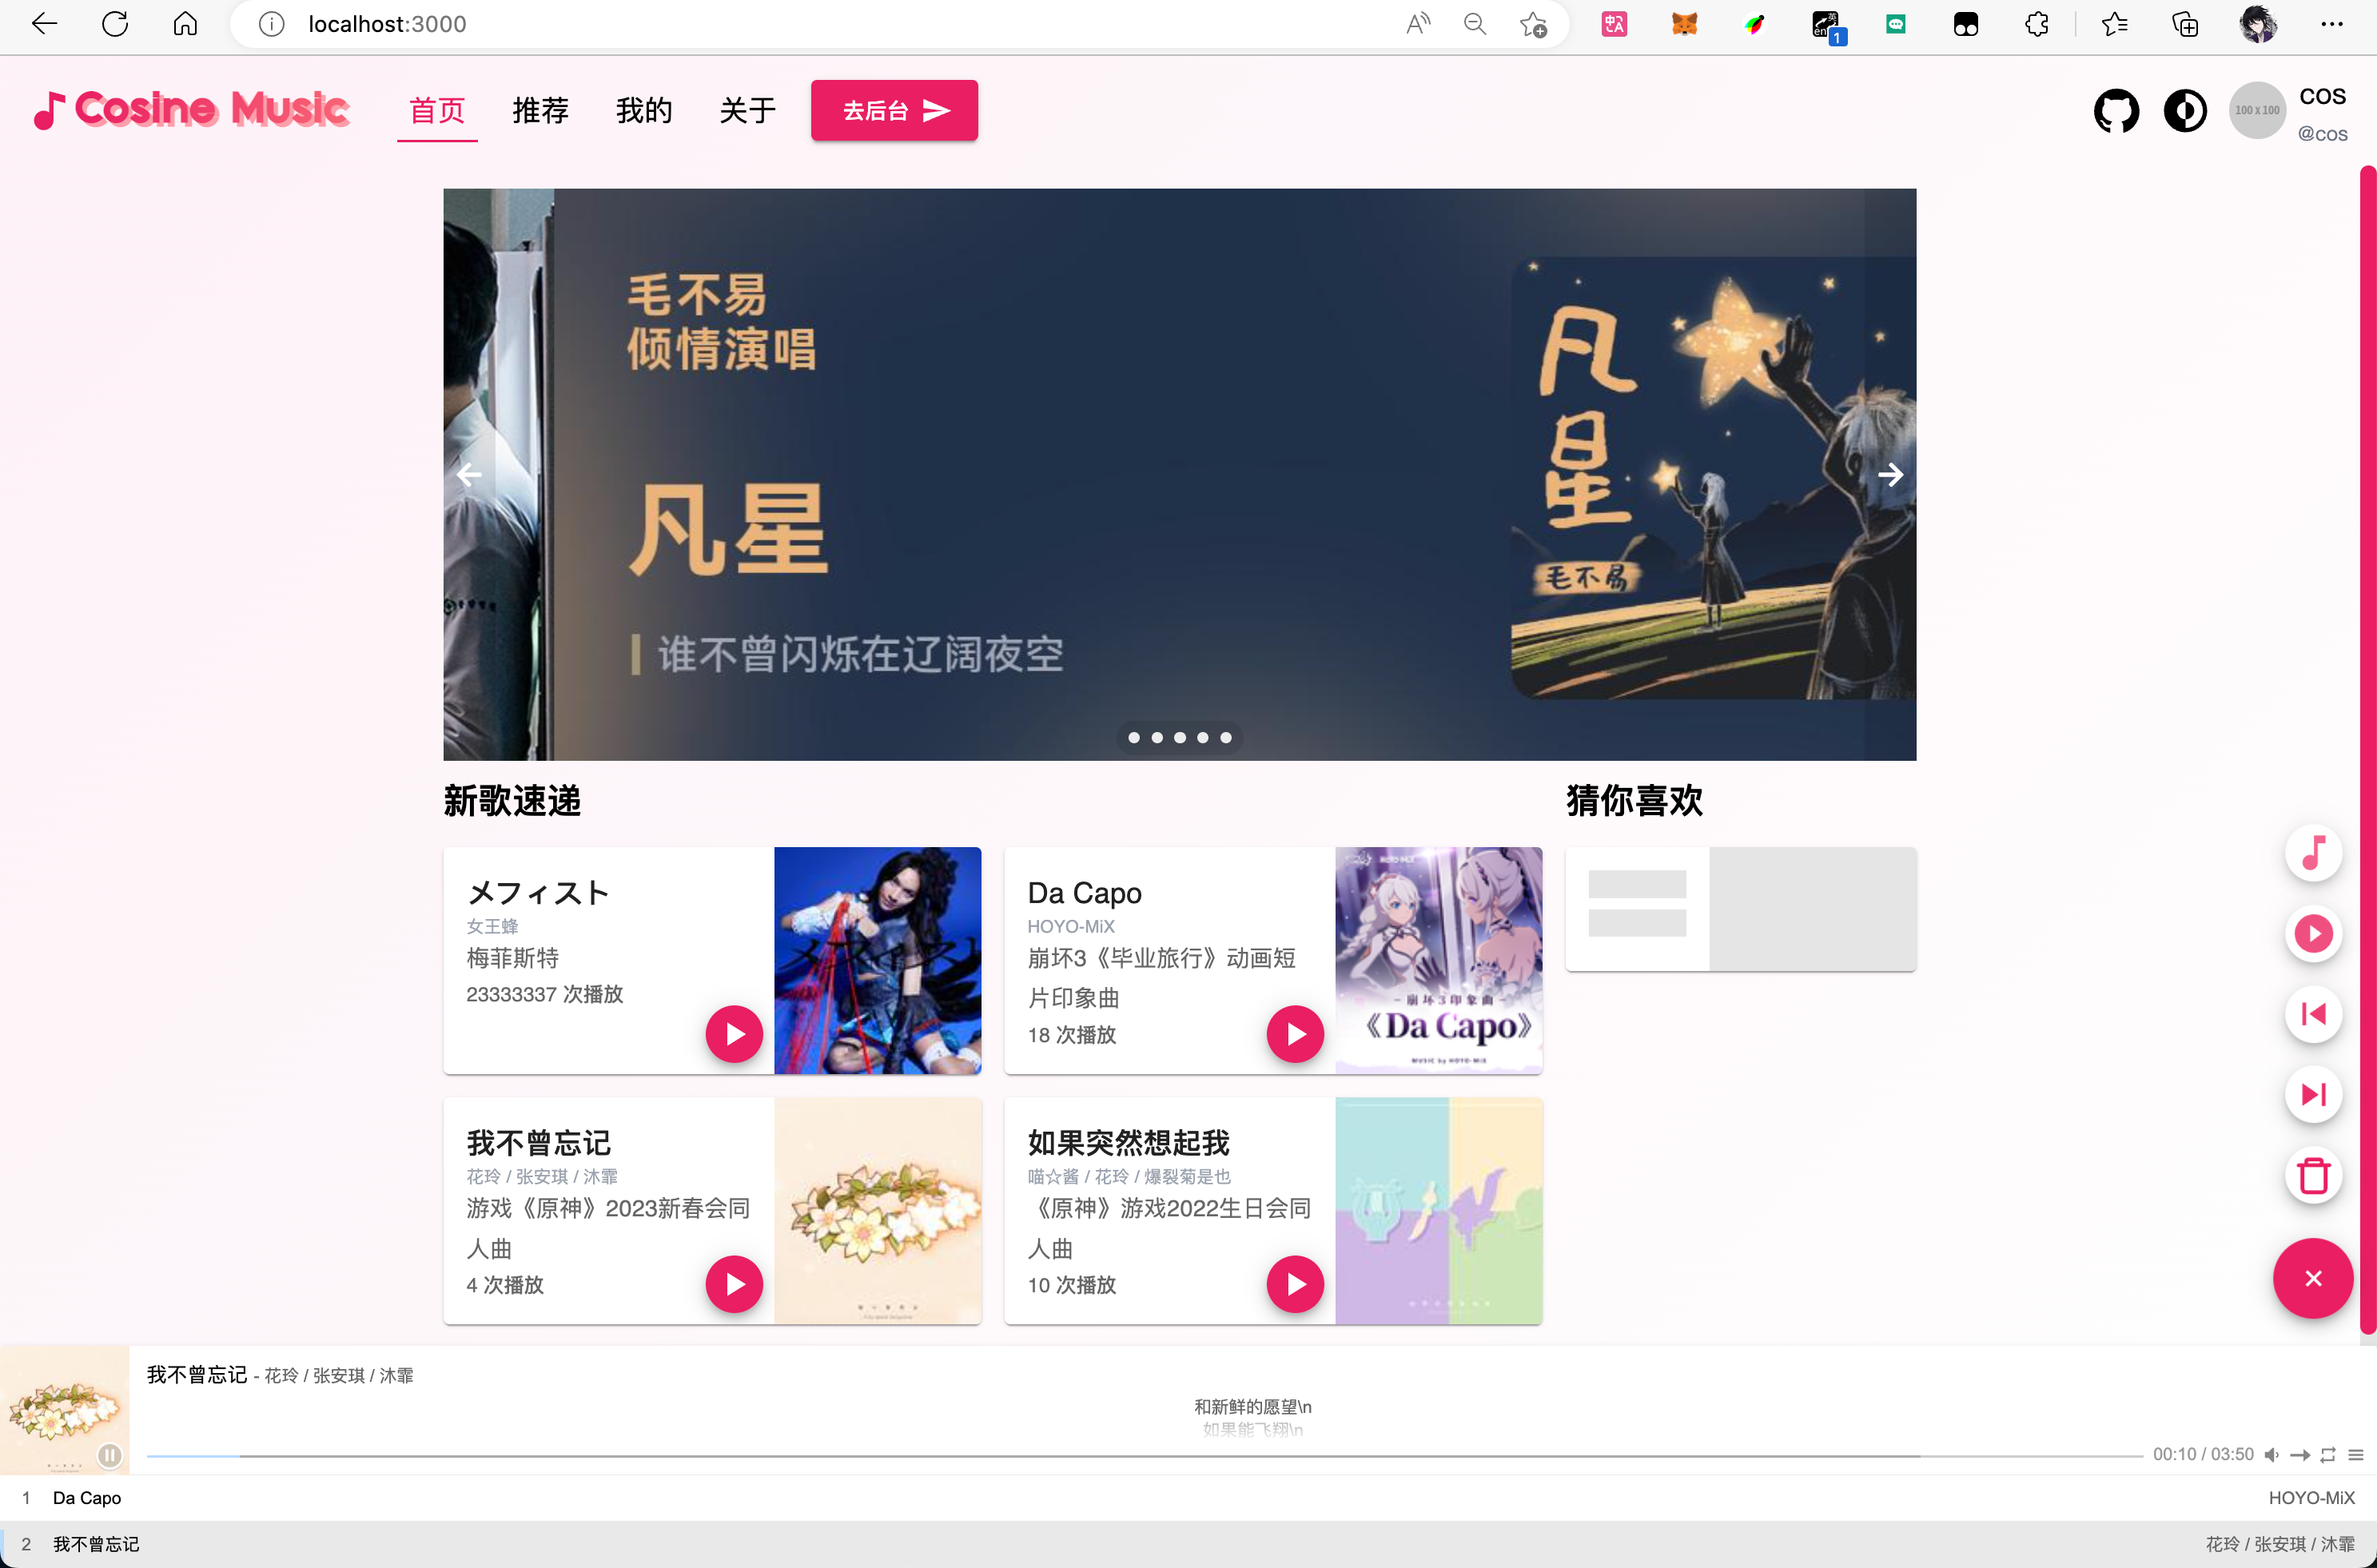 localhost:3000
Cosine Music
首页
推荐
我的
关于
去后台
100 x 100
COS
@cos
毛不易
倾情演唱
凡星
谁不曾闪烁在辽阔夜空
凡星
毛不易
新歌速递
猜你喜欢
メフィスト
女王蜂
梅菲斯特
23333337 次播放
Da Capo
HOYO-MiX
崩坏3《毕业旅行》动画短
片印象曲
18 次播放
HOYO-MiX
－崩坏3印象曲－
《Da Capo》
MUSIC by HOYO-MiX
我不曾忘记
花玲 / 张安琪 / 沐霏
游戏《原神》2023新春会同
人曲
4 次播放
如果突然想起我
喵☆酱 / 花玲 / 爆裂菊是也
《原神》游戏2022生日会同
人曲
10 次播放
我不曾忘记 - 花玲 / 张安琪 / 沐霏
和新鲜的愿望\n
如果能飞翔\n
00:10 / 03:50
1 Da Capo HOYO-MiX
2 我不曾忘记 花玲 / 张安琪 / 沐霏